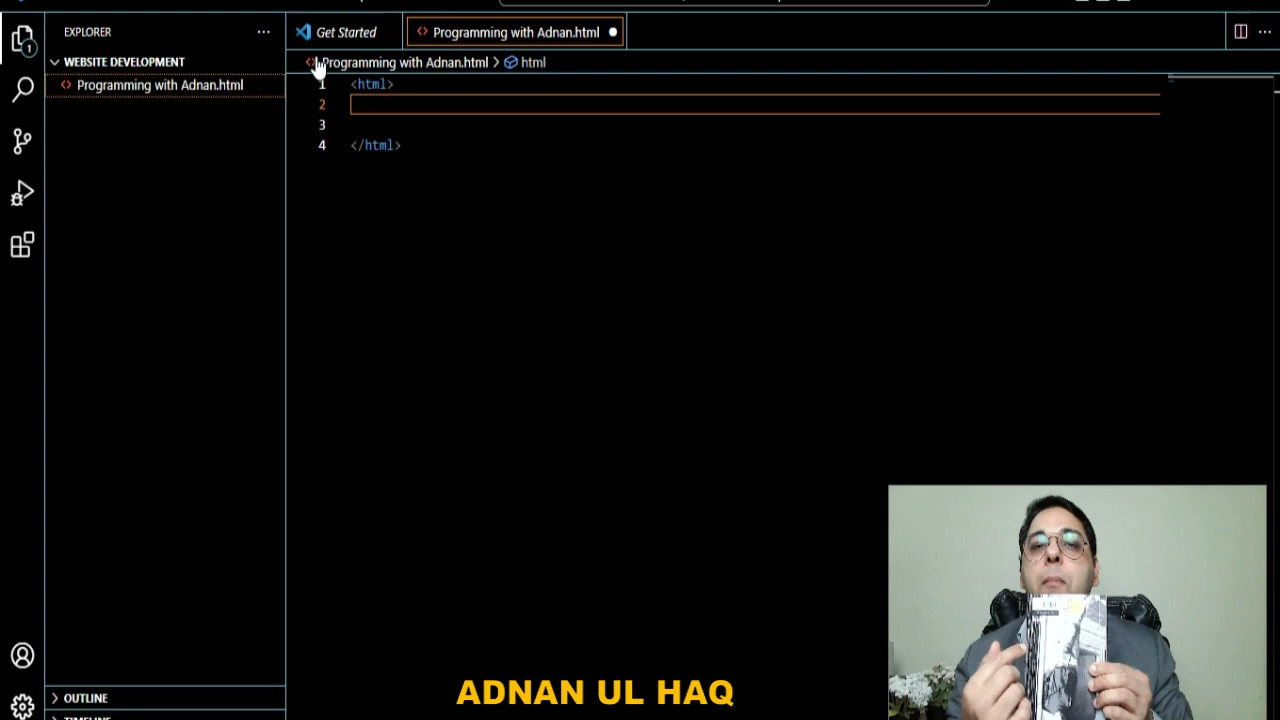 EXPLORER
WEBSITE DEVELOPMENT
Programming with Adnan.html
Get Started
Programming with Adnan.html
Programming with Adnan.html > html
1 <html>
2
3
4 </html>
1
OUTLINE
ADNAN UL HAQ